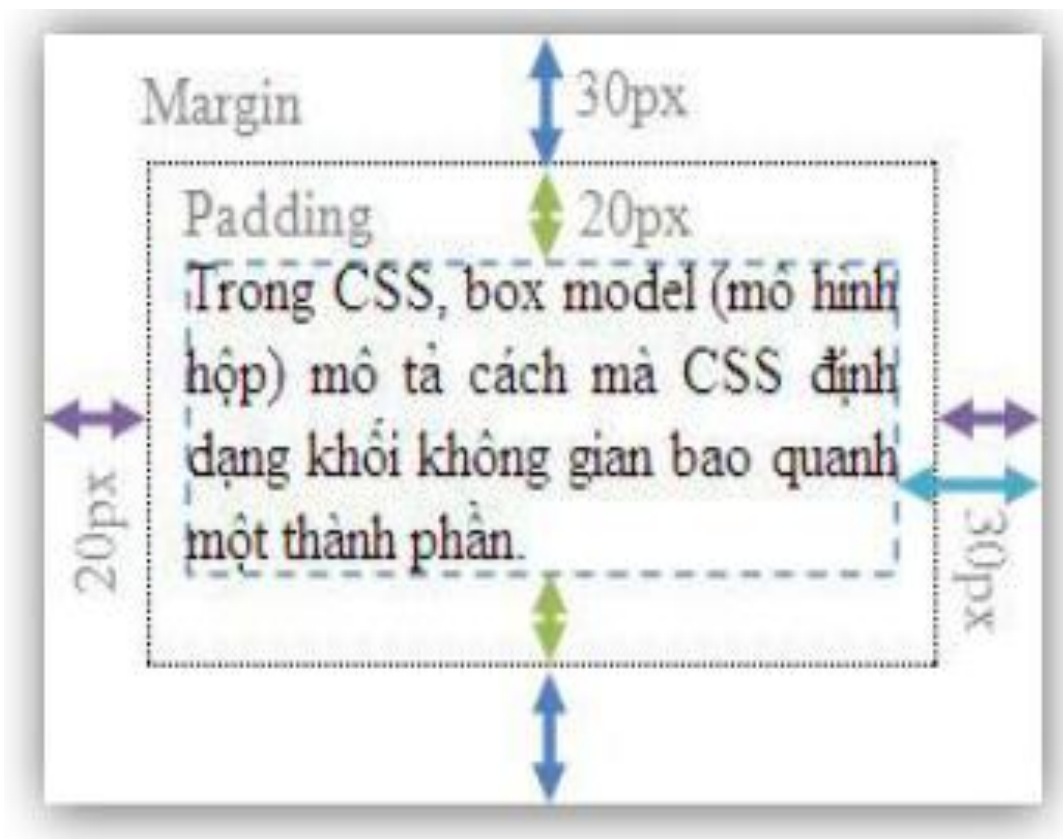 Margin
30px
Padding
20px
Trong CSS, box model (mô hình
hộp) mô tả cách mà CSS định
dạng khối không gian bao quanh
một thành phần.
20px
30px